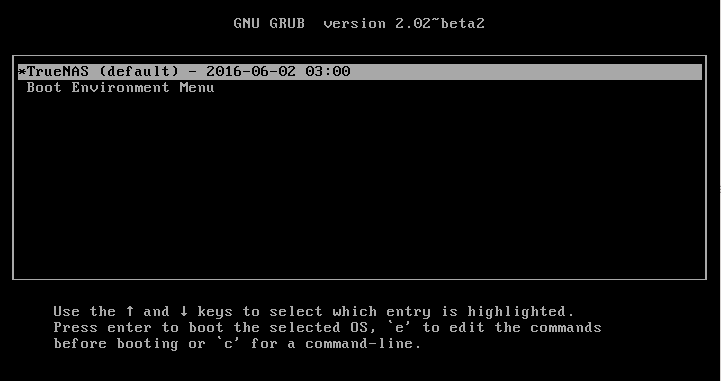 GNU GRUB  version 2.02~beta2
*TrueNAS (default) - 2016-06-02 03:00
Boot Environment Menu
Use the ↑ and ↓ keys to select which entry is highlighted.
Press enter to boot the selected OS, `e' to edit the commands
before booting or `c' for a command-line.